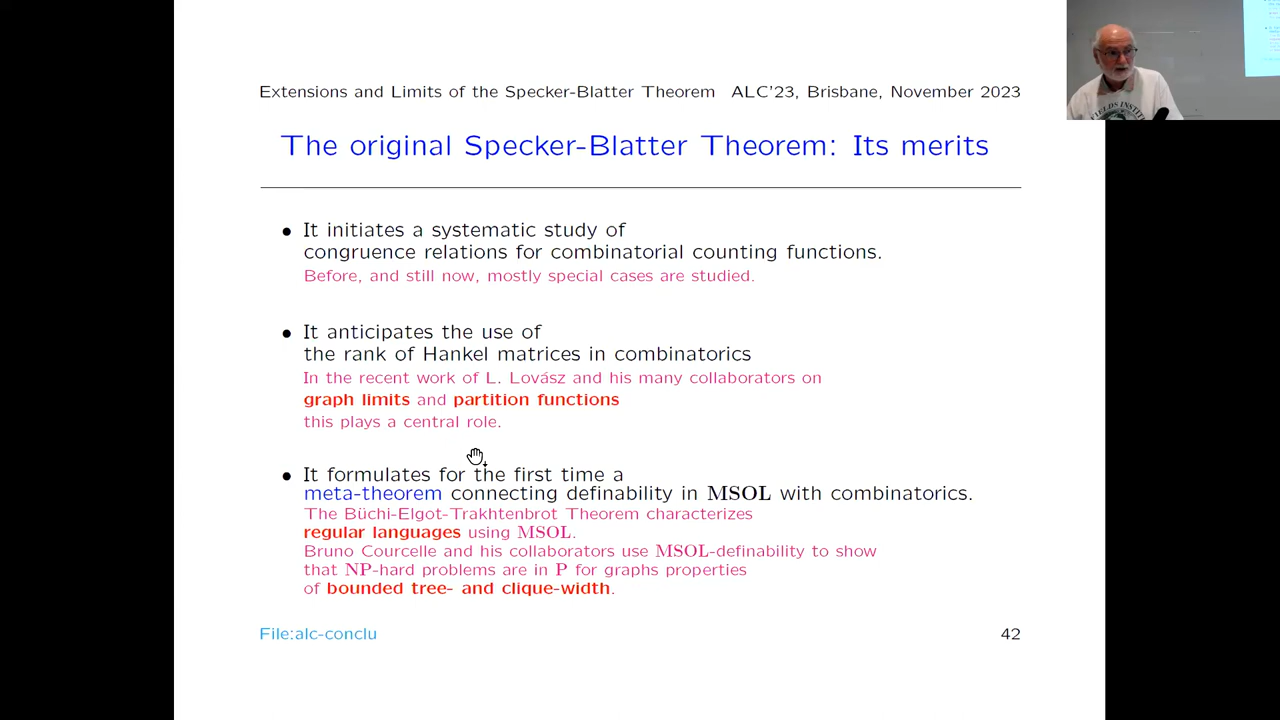 Extensions and Limits of the Specker-Blatter Theorem ALC'23, Brisbane, November 2023
The original Specker-Blatter Theorem: Its merits
• It initiates a systematic study of
congruence relations for combinatorial counting functions.
Before, and still now, mostly special cases are studied.
• It anticipates the use of
the rank of Hankel matrices in combinatorics
In the recent work of L. Lovász and his many collaborators on
graph limits and partition functions
this plays a central role.
• It formulates for the first time a
meta-theorem connecting definability in MSOL with combinatorics.
The Büchi-Elgot-Trakhtenbrot Theorem characterizes
regular languages using MSOL.
Bruno Courcelle and his collaborators use MSOL-definability to show
that NP-hard problems are in P for graphs properties
of bounded tree- and clique-width.
File:alc-conclu
42
FIELDS